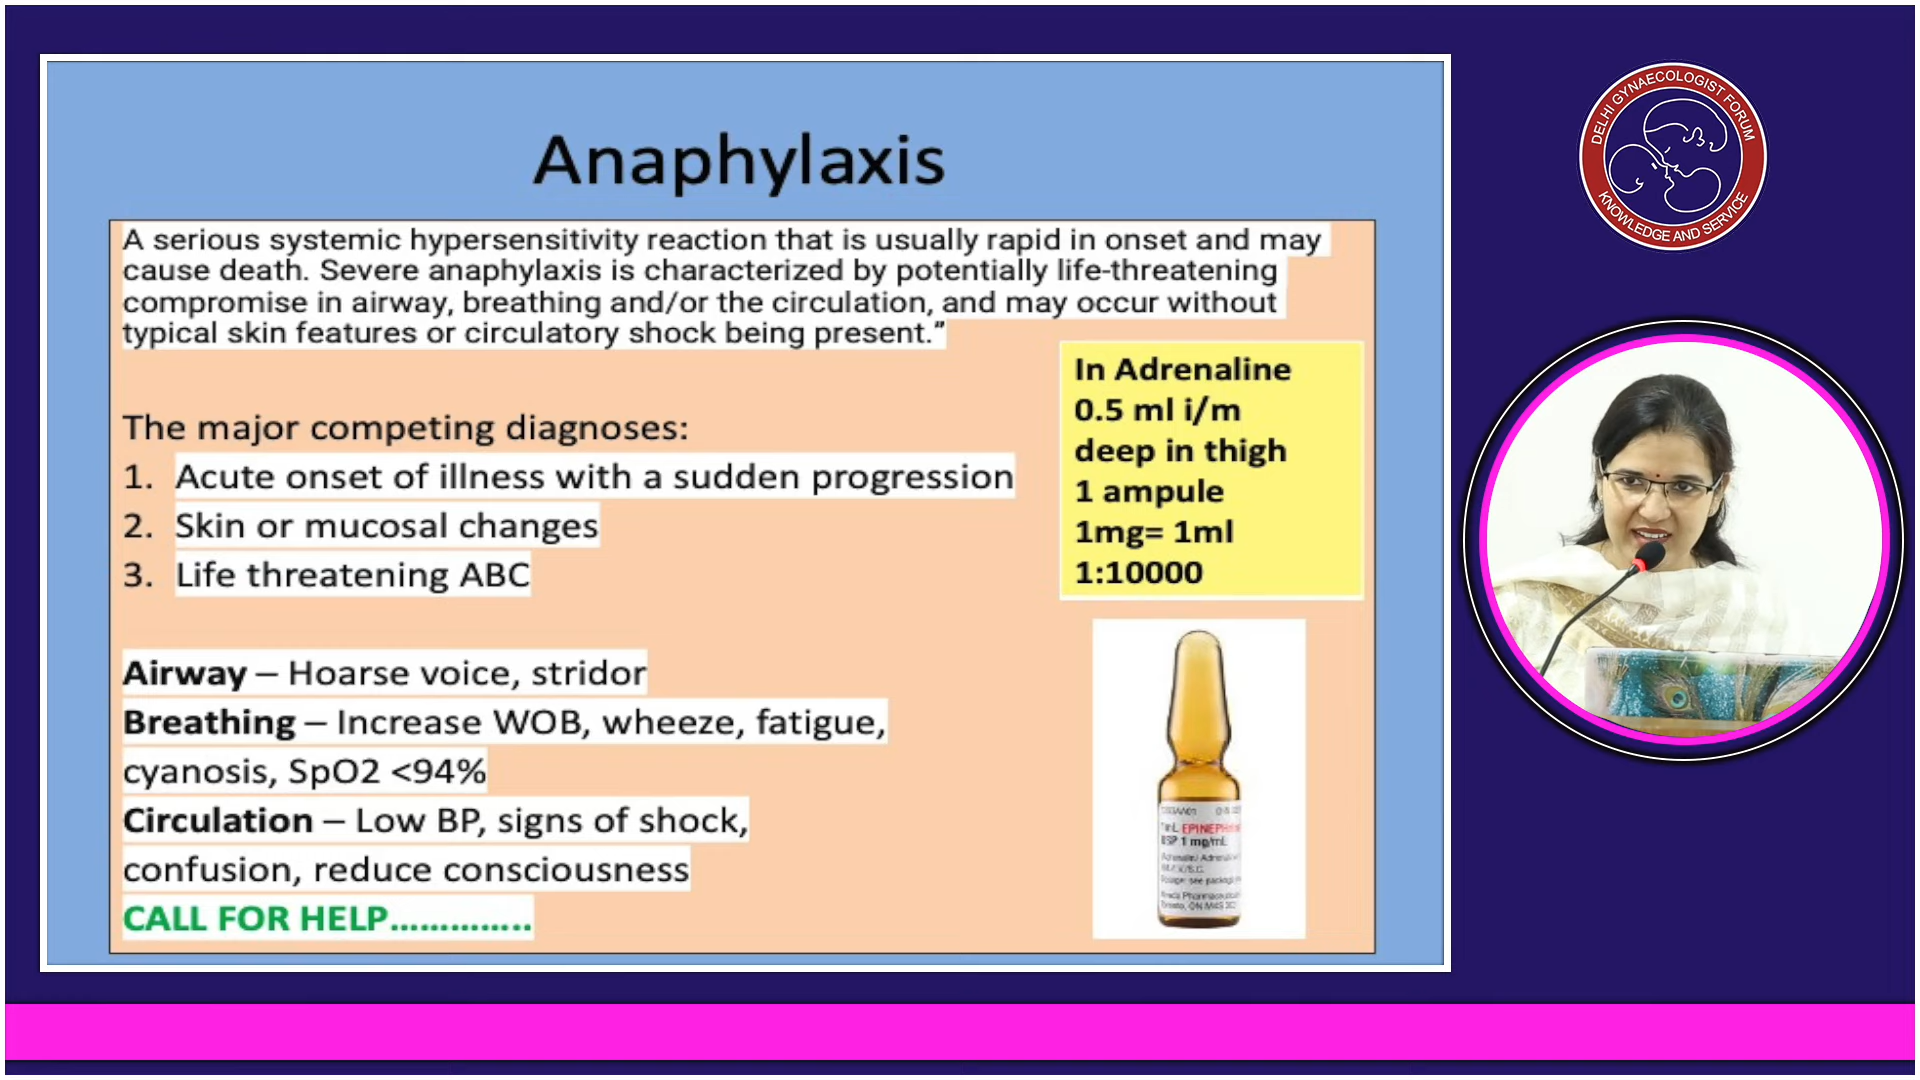 Anaphylaxis
A serious systemic hypersensitivity reaction that is usually rapid in onset and may
cause death. Severe anaphylaxis is characterized by potentially life-threatening
compromise in airway, breathing and/or the circulation, and may occur without
typical skin features or circulatory shock being present.”
The major competing diagnoses:
1. Acute onset of illness with a sudden progression
2. Skin or mucosal changes
3. Life threatening ABC
Airway – Hoarse voice, stridor
Breathing – Increase WOB, wheeze, fatigue,
cyanosis, SpO2 <94%
Circulation – Low BP, signs of shock,
confusion, reduce consciousness
CALL FOR HELP…………..
In Adrenaline
0.5 ml i/m
deep in thigh
1 ampule
1mg= 1ml
1:10000
USP 1 mg/mL
DELHI GYNAECOLOGIST FORUM
KNOWLEDGE AND SERVICE